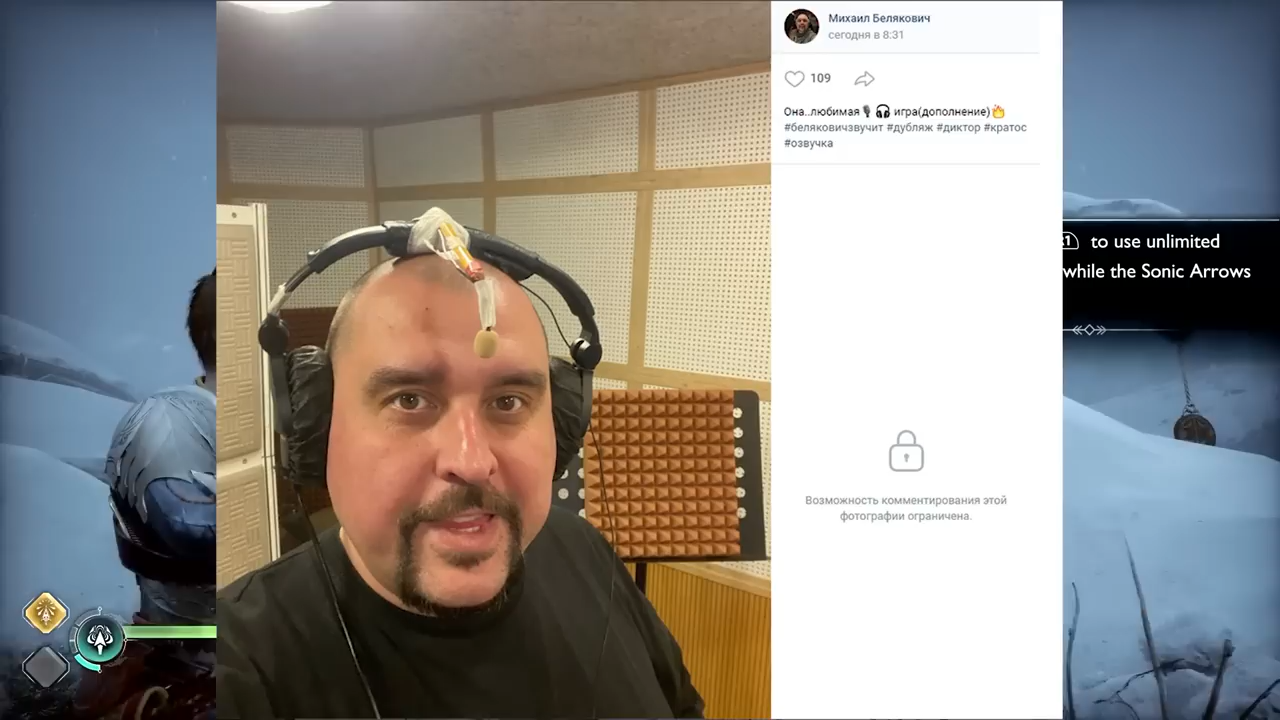 Михаил Белякович
сегодня в 8:31
109
Она..любимая🎙🎧 игра(дополнение)🔥
#беляковичзвучит #дубляж #диктор #кратос
#озвучка
Возможность комментирования этой
фотографии ограничена.
to use unlimited
while the Sonic Arrows